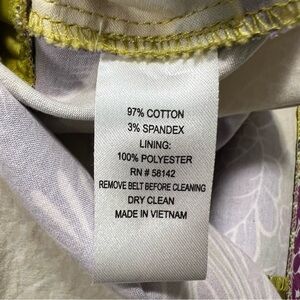 97% COTTON
3% SPANDEX
LINING:
100% POLYESTER
RN # 58142
REMOVE BELT BEFORE CLEANING
DRY CLEAN
MADE IN VIETNAM